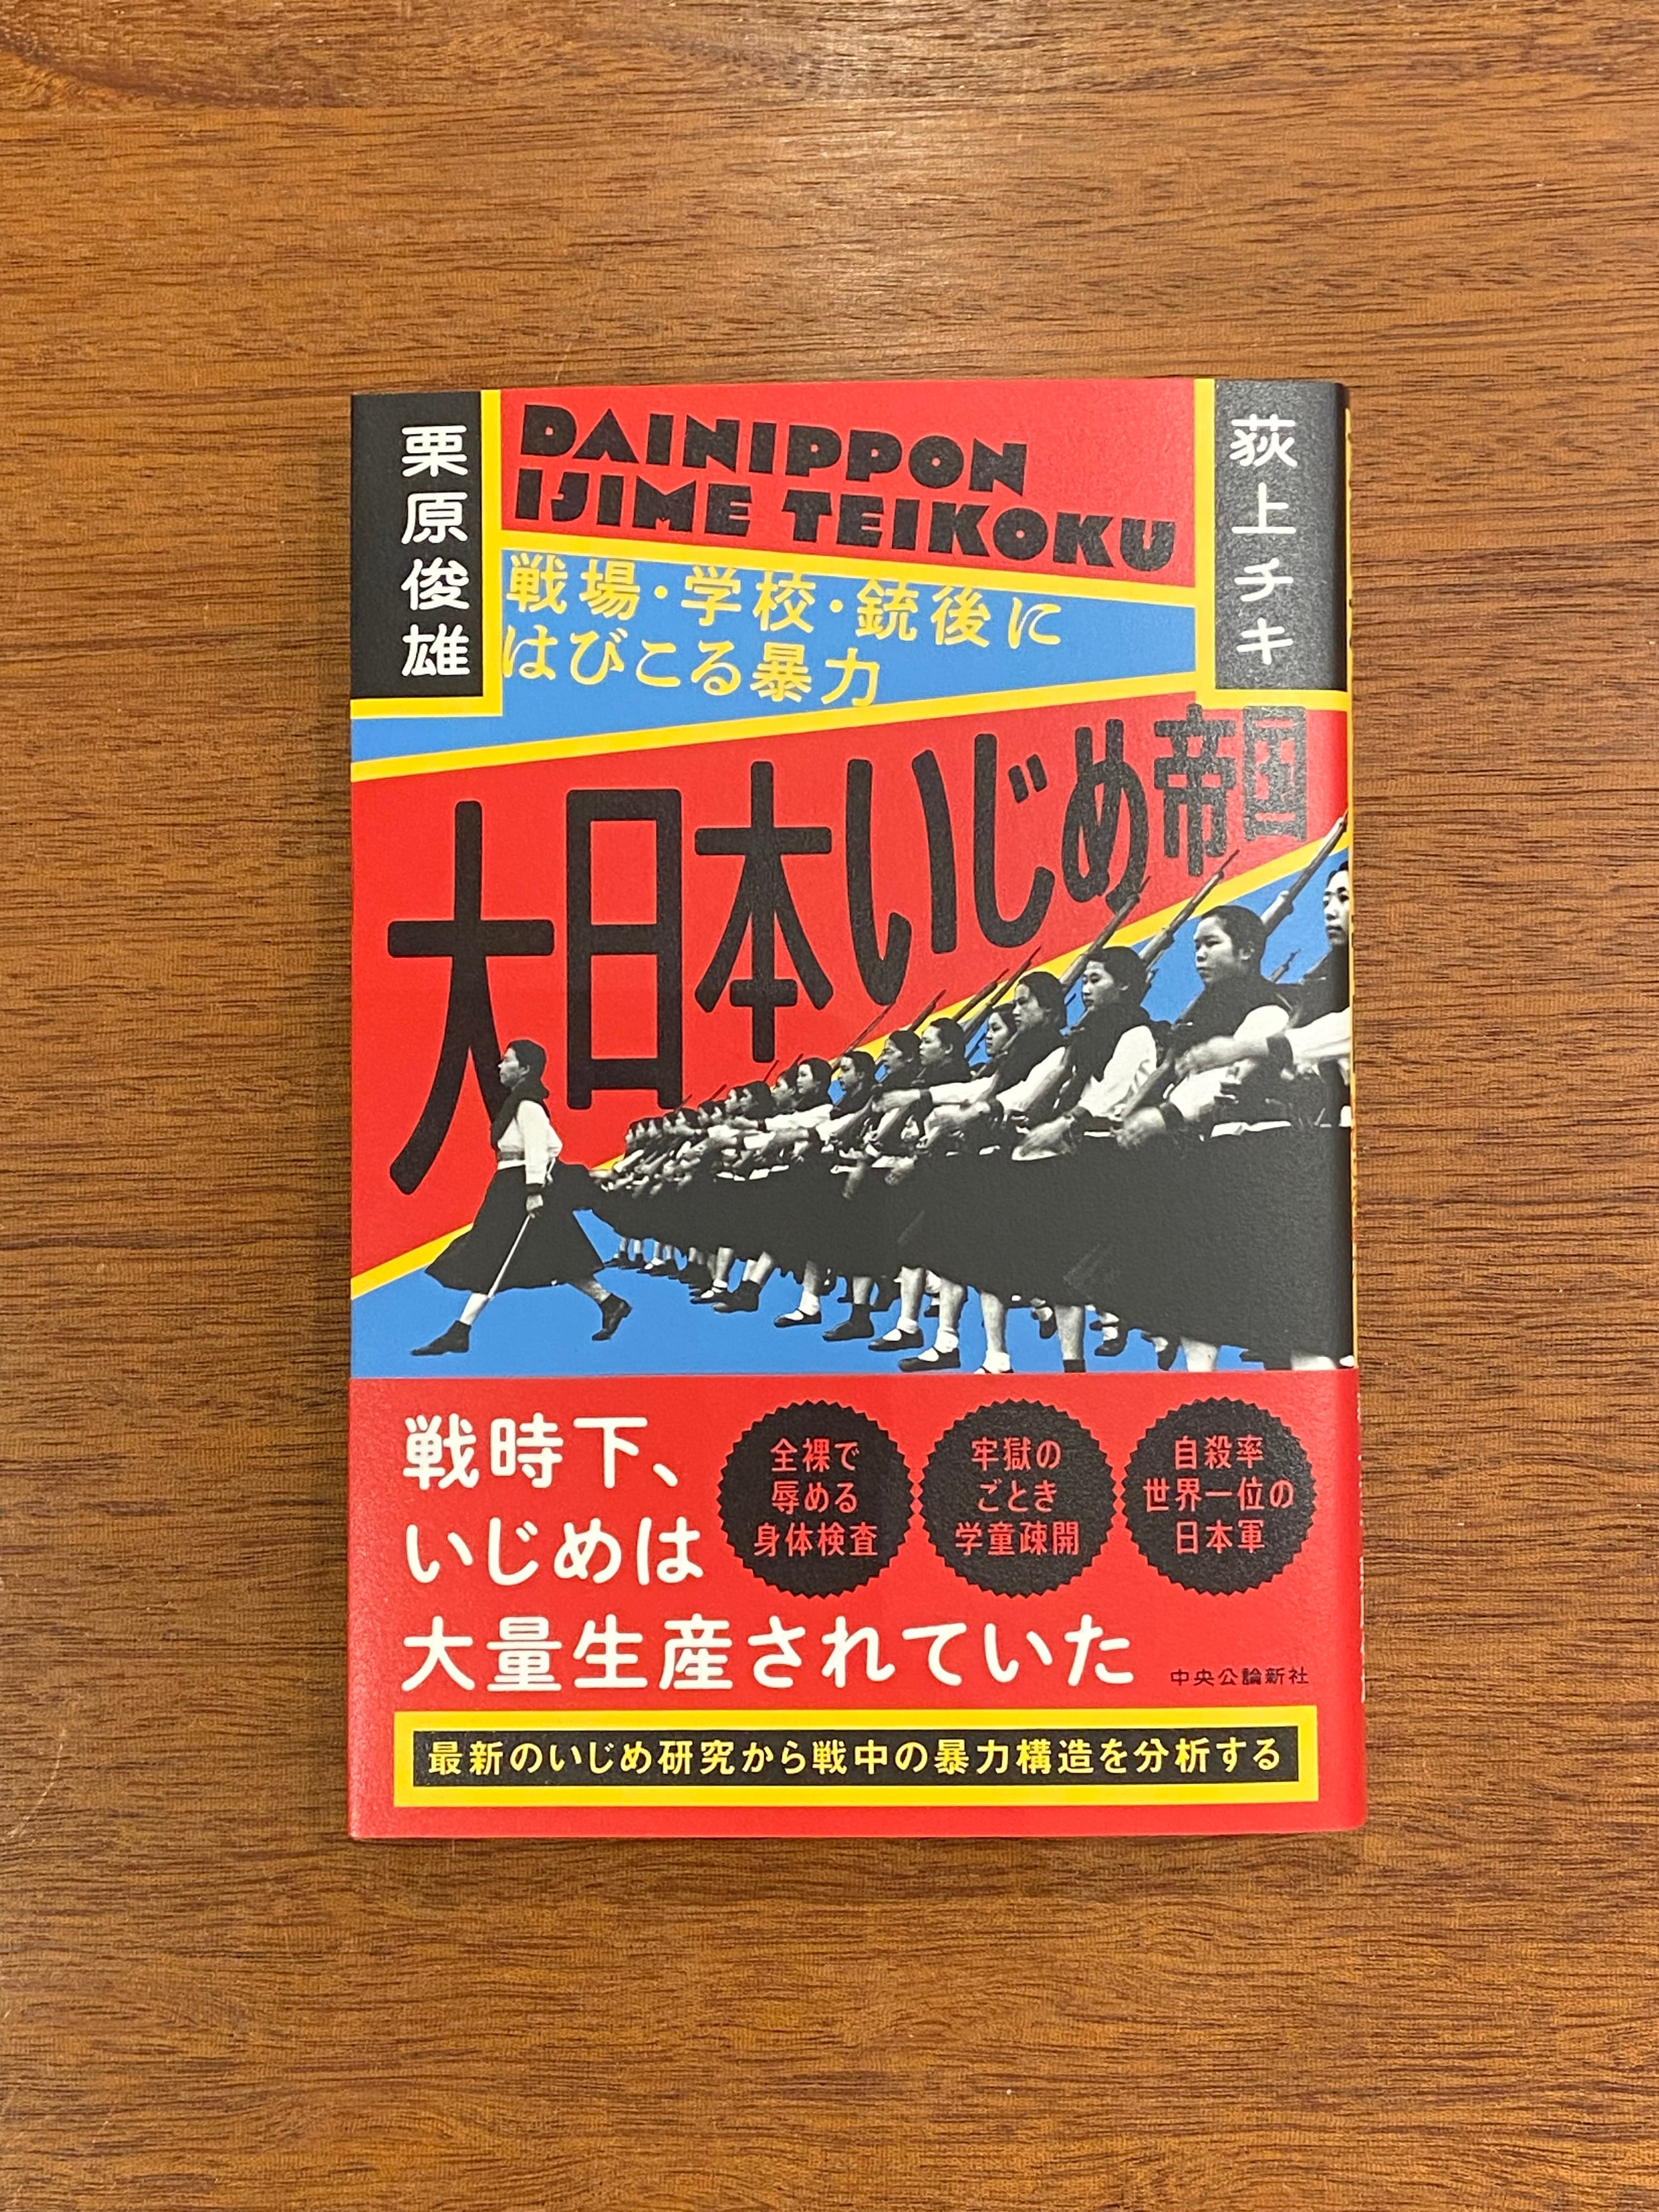 DAINIPPON
IJIME TEIKOKU
荻上チキ
栗原俊雄
戦場・学校・銃後に
はびこる暴力
大日本いじめ帝国
戦時下、
いじめは
大量生産されていた
全裸で
辱める
身体検査
牢獄の
ごとき
学童疎開
自殺率
世界一位の
日本軍
中央公論新社
最新のいじめ研究から戦中の暴力構造を分析する